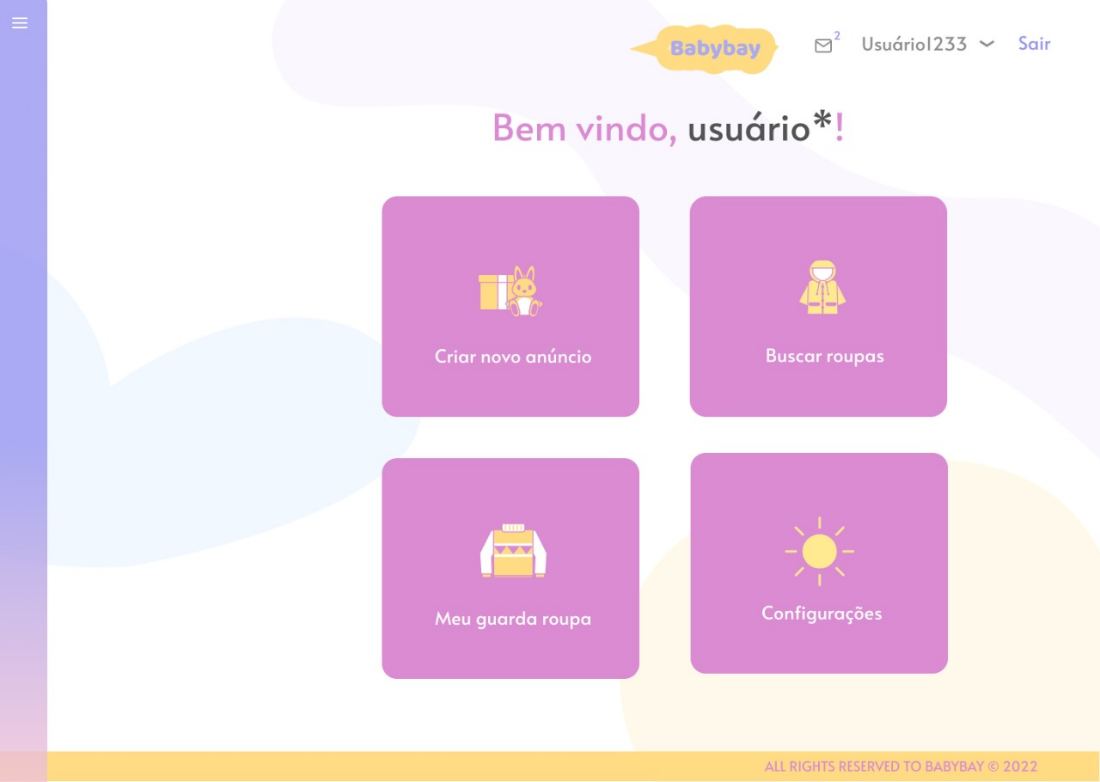 Babybay
2
Usuário1233
Sair
Bem vindo, usuário*!
Criar novo anúncio
Buscar roupas
Meu guarda roupa
Configurações
ALL RIGHTS RESERVED TO BABYBAY © 2022